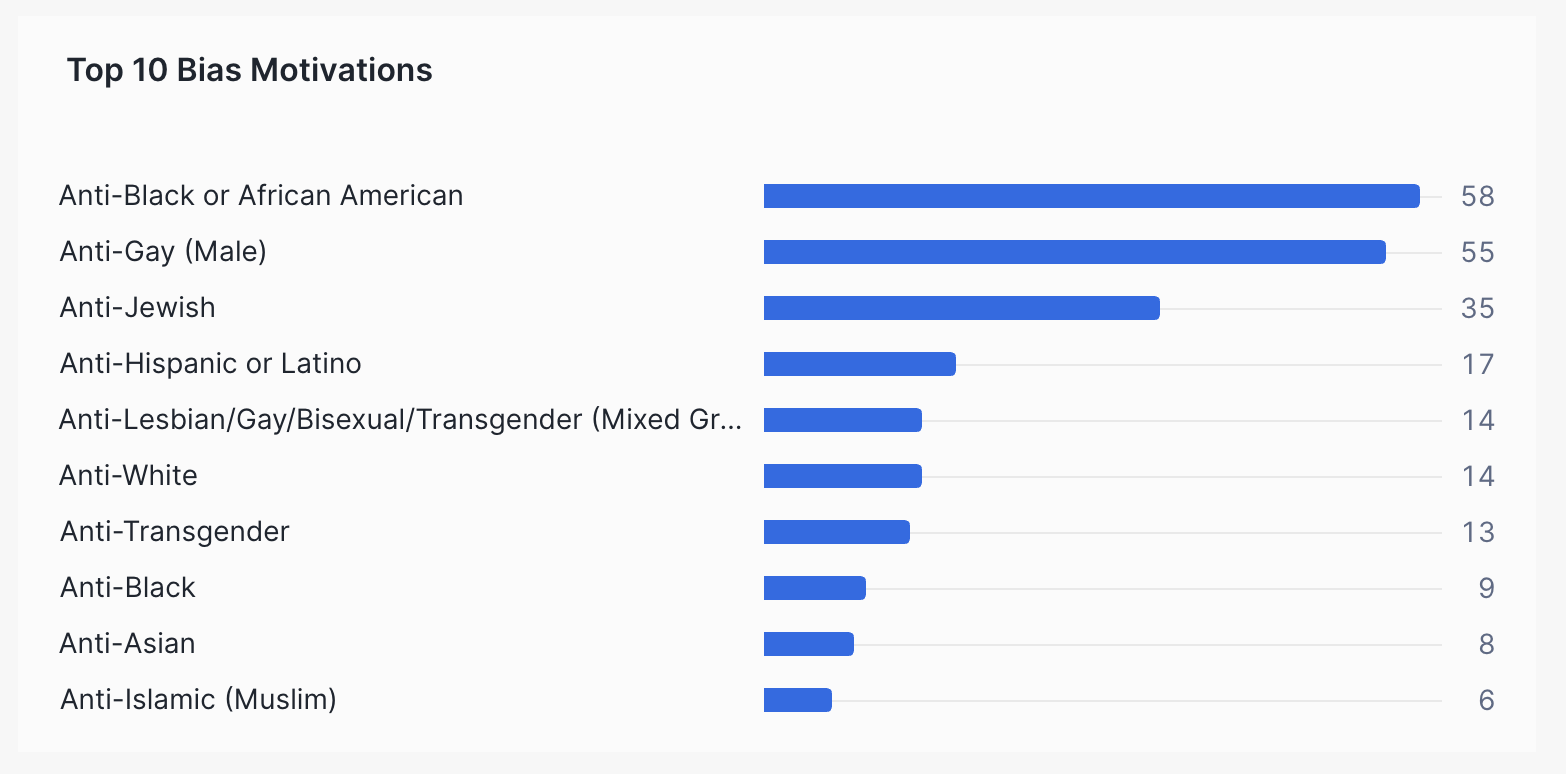 Top 10 Bias Motivations
Anti-Black or African American 58
Anti-Gay (Male) 55
Anti-Jewish 35
Anti-Hispanic or Latino 17
Anti-Lesbian/Gay/Bisexual/Transgender (Mixed Gr... 14
Anti-White 14
Anti-Transgender 13
Anti-Black 9
Anti-Asian 8
Anti-Islamic (Muslim) 6